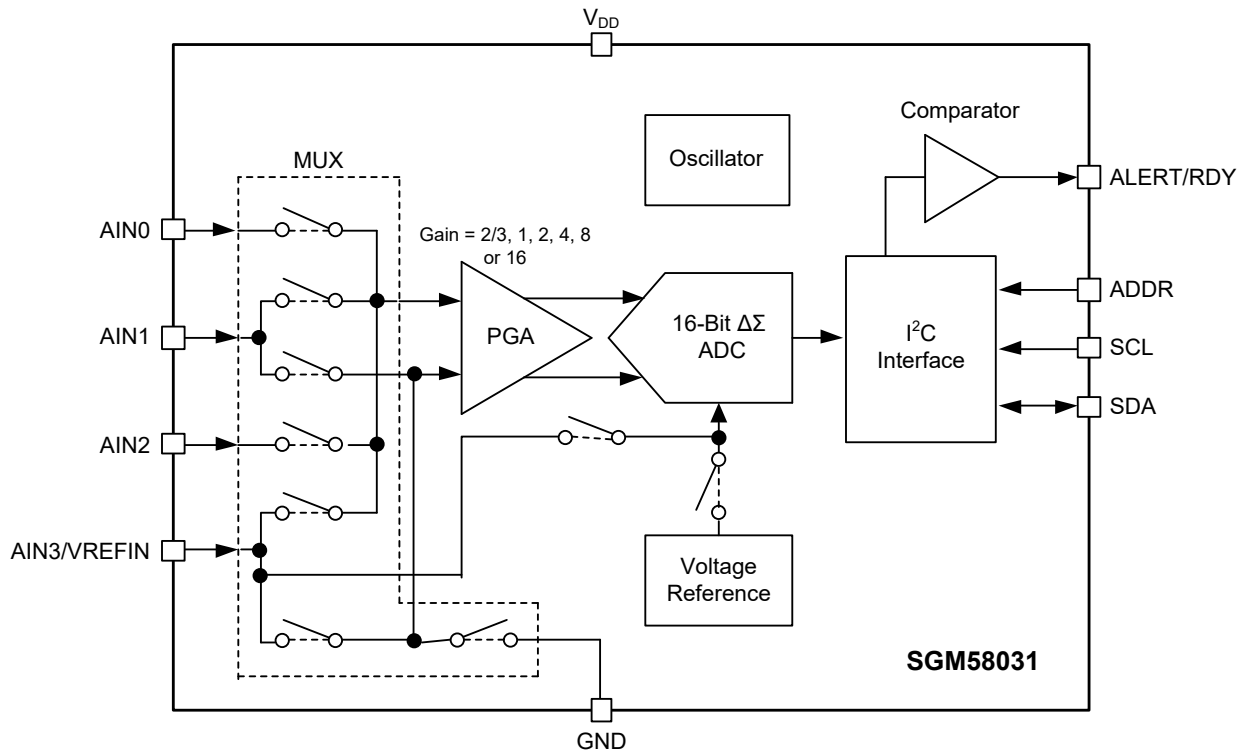 V_DD
Comparator
Oscillator
MUX
ALERT/RDY
AIN0
Gain = 2/3, 1, 2, 4, 8
or 16
ADDR
AIN1
PGA
16-Bit ΔΣ
ADC
I²C
Interface
SCL
SDA
AIN2
AIN3/VREFIN
Voltage
Reference
SGM58031
GND